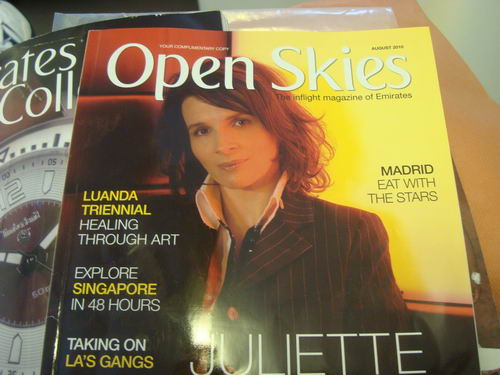 YOUR COMPLIMENTARY COPY
AUGUST 2010
Open Skies
The inflight magazine of Emirates
rates
Coll
MADRID
EAT WITH
THE STARS
LUANDA
TRIENNIAL
HEALING
THROUGH ART
EXPLORE
SINGAPORE
IN 48 HOURS
TAKING ON
LA'S GANGS
JULIETTE